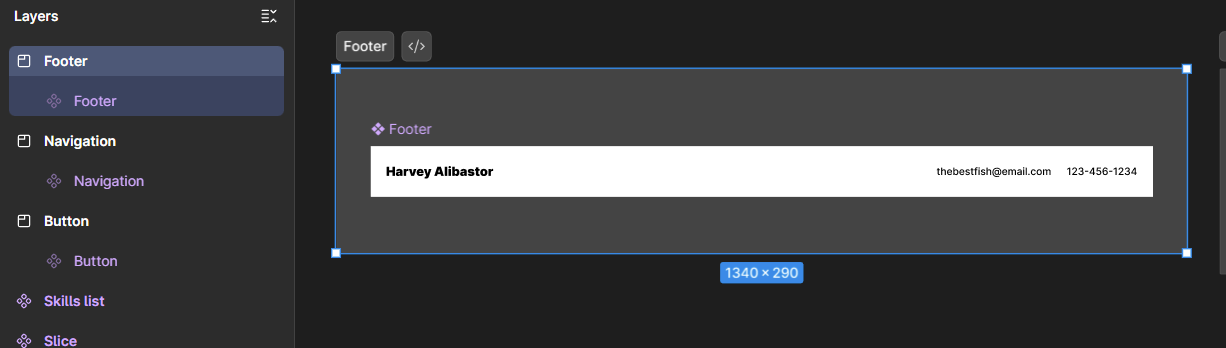 Layers
Footer
Footer
Navigation
Navigation
Button
Button
Skills list
Slice
Footer </>
Footer
Harvey Alibastor thebestfish@email.com 123-456-1234
1340 × 290